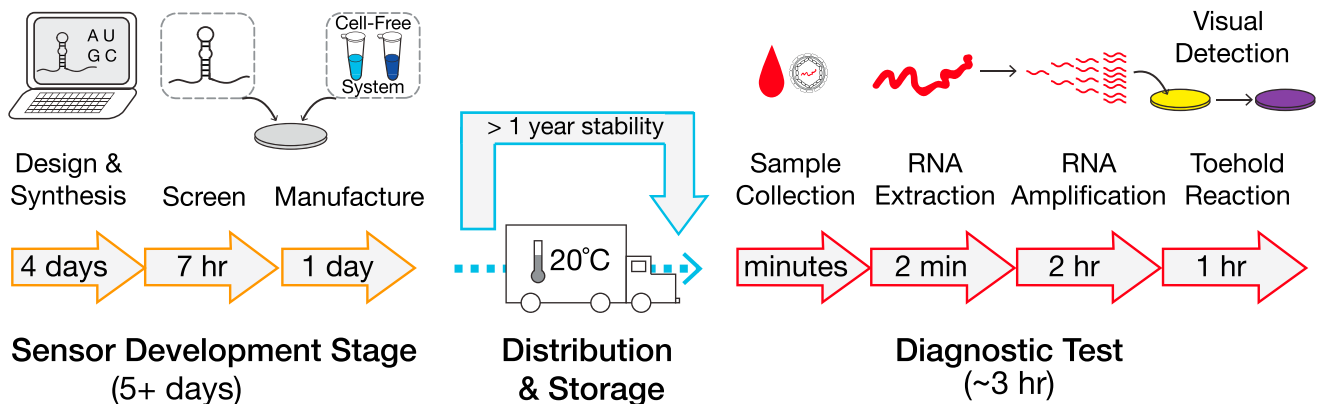 A U
G C
Cell-Free
System
Design &
Synthesis
Screen
Manufacture
4 days
7 hr
1 day
Sensor Development Stage
(5+ days)
> 1 year stability
20°C
Distribution
& Storage
Visual
Detection
Sample
Collection
RNA
Extraction
RNA
Amplification
Toehold
Reaction
minutes
2 min
2 hr
1 hr
Diagnostic Test
(~3 hr)